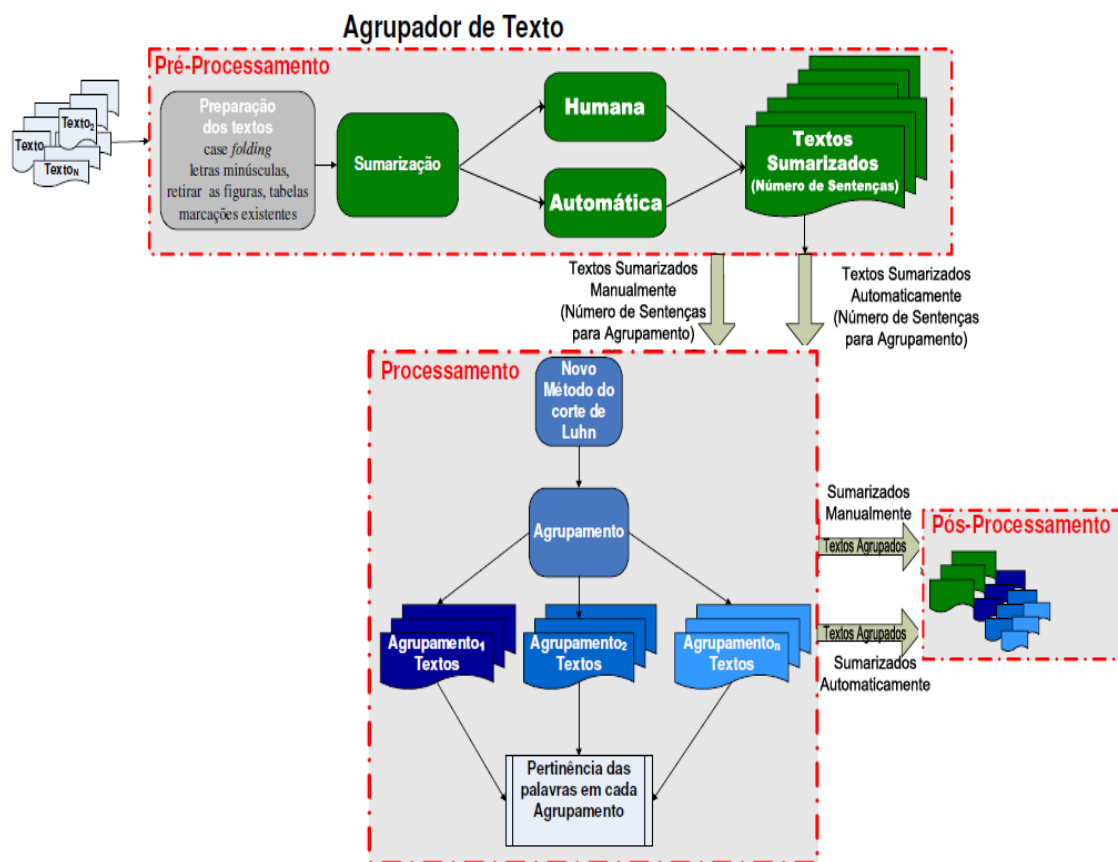 Agrupador de Texto
Pré-Processamento
Texto
Texto2
TextoN
Preparação
dos textos
case folding
letras minúsculas,
retirar as figuras, tabelas
marcações existentes
Sumarização
Humana
Automática
Textos
Sumarizados
(Número de Sentenças)
Textos Sumarizados
Manualmente
(Número de Sentenças
para Agrupamento)
Textos Sumarizados
Automaticamente
(Número de Sentenças
para Agrupamento)
Processamento
Novo
Método do
corte de
Luhn
Agrupamento
Agrupamento1
Textos
Agrupamento2
Textos
Agrupamenton
Textos
Pertinência das
palavras em cada
Agrupamento
Sumarizados
Manualmente
Textos Agrupados
Textos Agrupados
Sumarizados
Automaticamente
Pós-Processamento